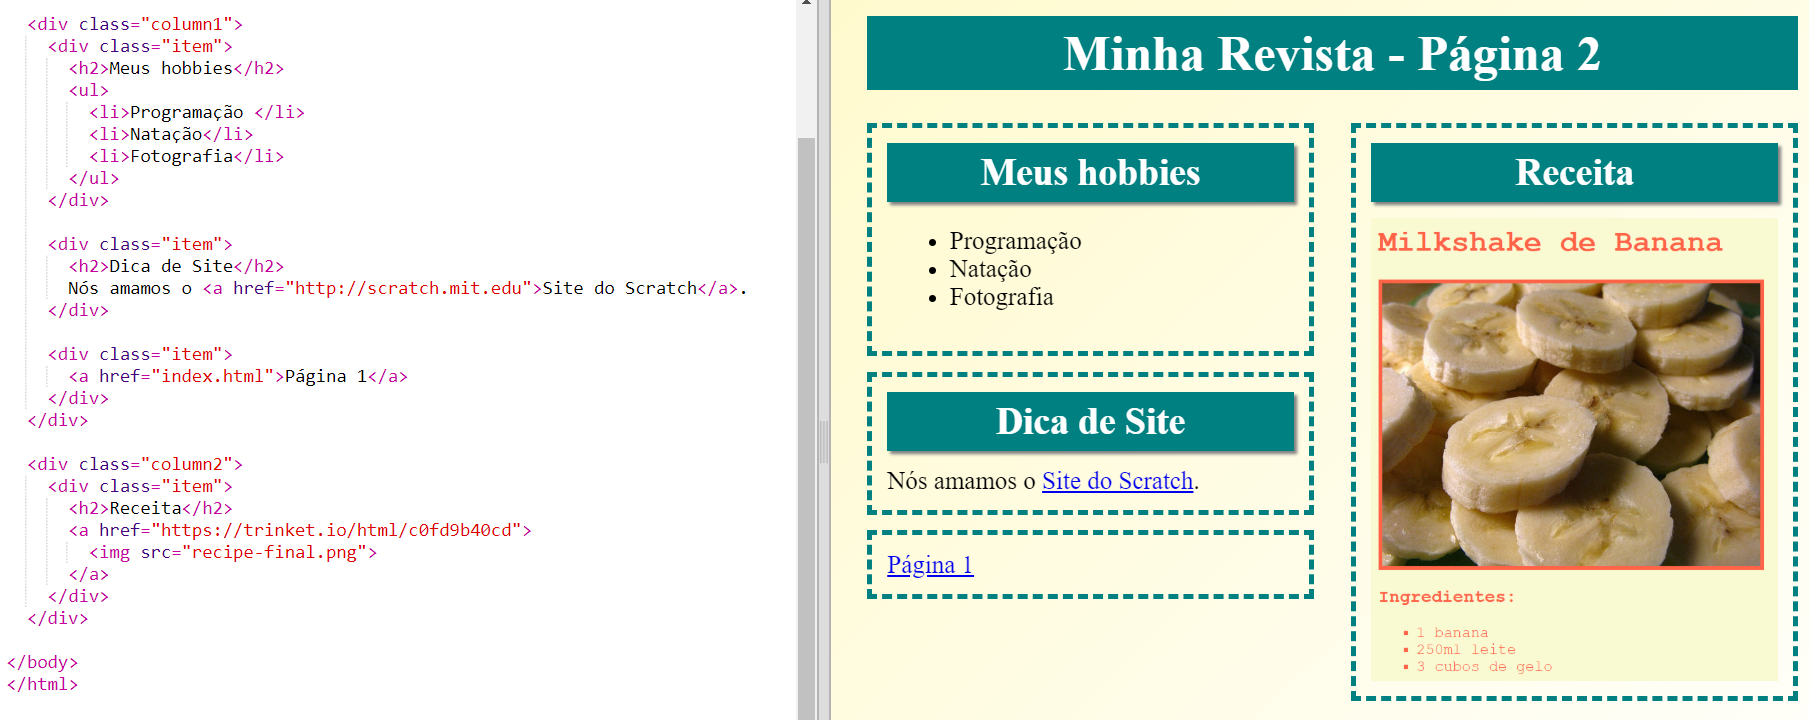 <div class="column1">
<div class="item">
<h2>Meus hobbies</h2>
<ul>
<li>Programação </li>
<li>Natação</li>
<li>Fotografia</li>
</ul>
</div>
<div class="item">
<h2>Dica de Site</h2>
Nós amamos o <a href="http://scratch.mit.edu">Site do Scratch</a>.
</div>
<div class="item">
<a href="index.html">Página 1</a>
</div>
</div>
<div class="column2">
<div class="item">
<h2>Receita</h2>
<a href="https://trinket.io/html/c0fd9b40cd">
<img src="recipe-final.png">
</a>
</div>
</div>
</body>
</html>
Minha Revista - Página 2
Meus hobbies
Programação
Natação
Fotografia
Dica de Site
Nós amamos o Site do Scratch.
Página 1
Receita
Milkshake de Banana
Ingredientes:
1 banana
250ml leite
3 cubos de gelo